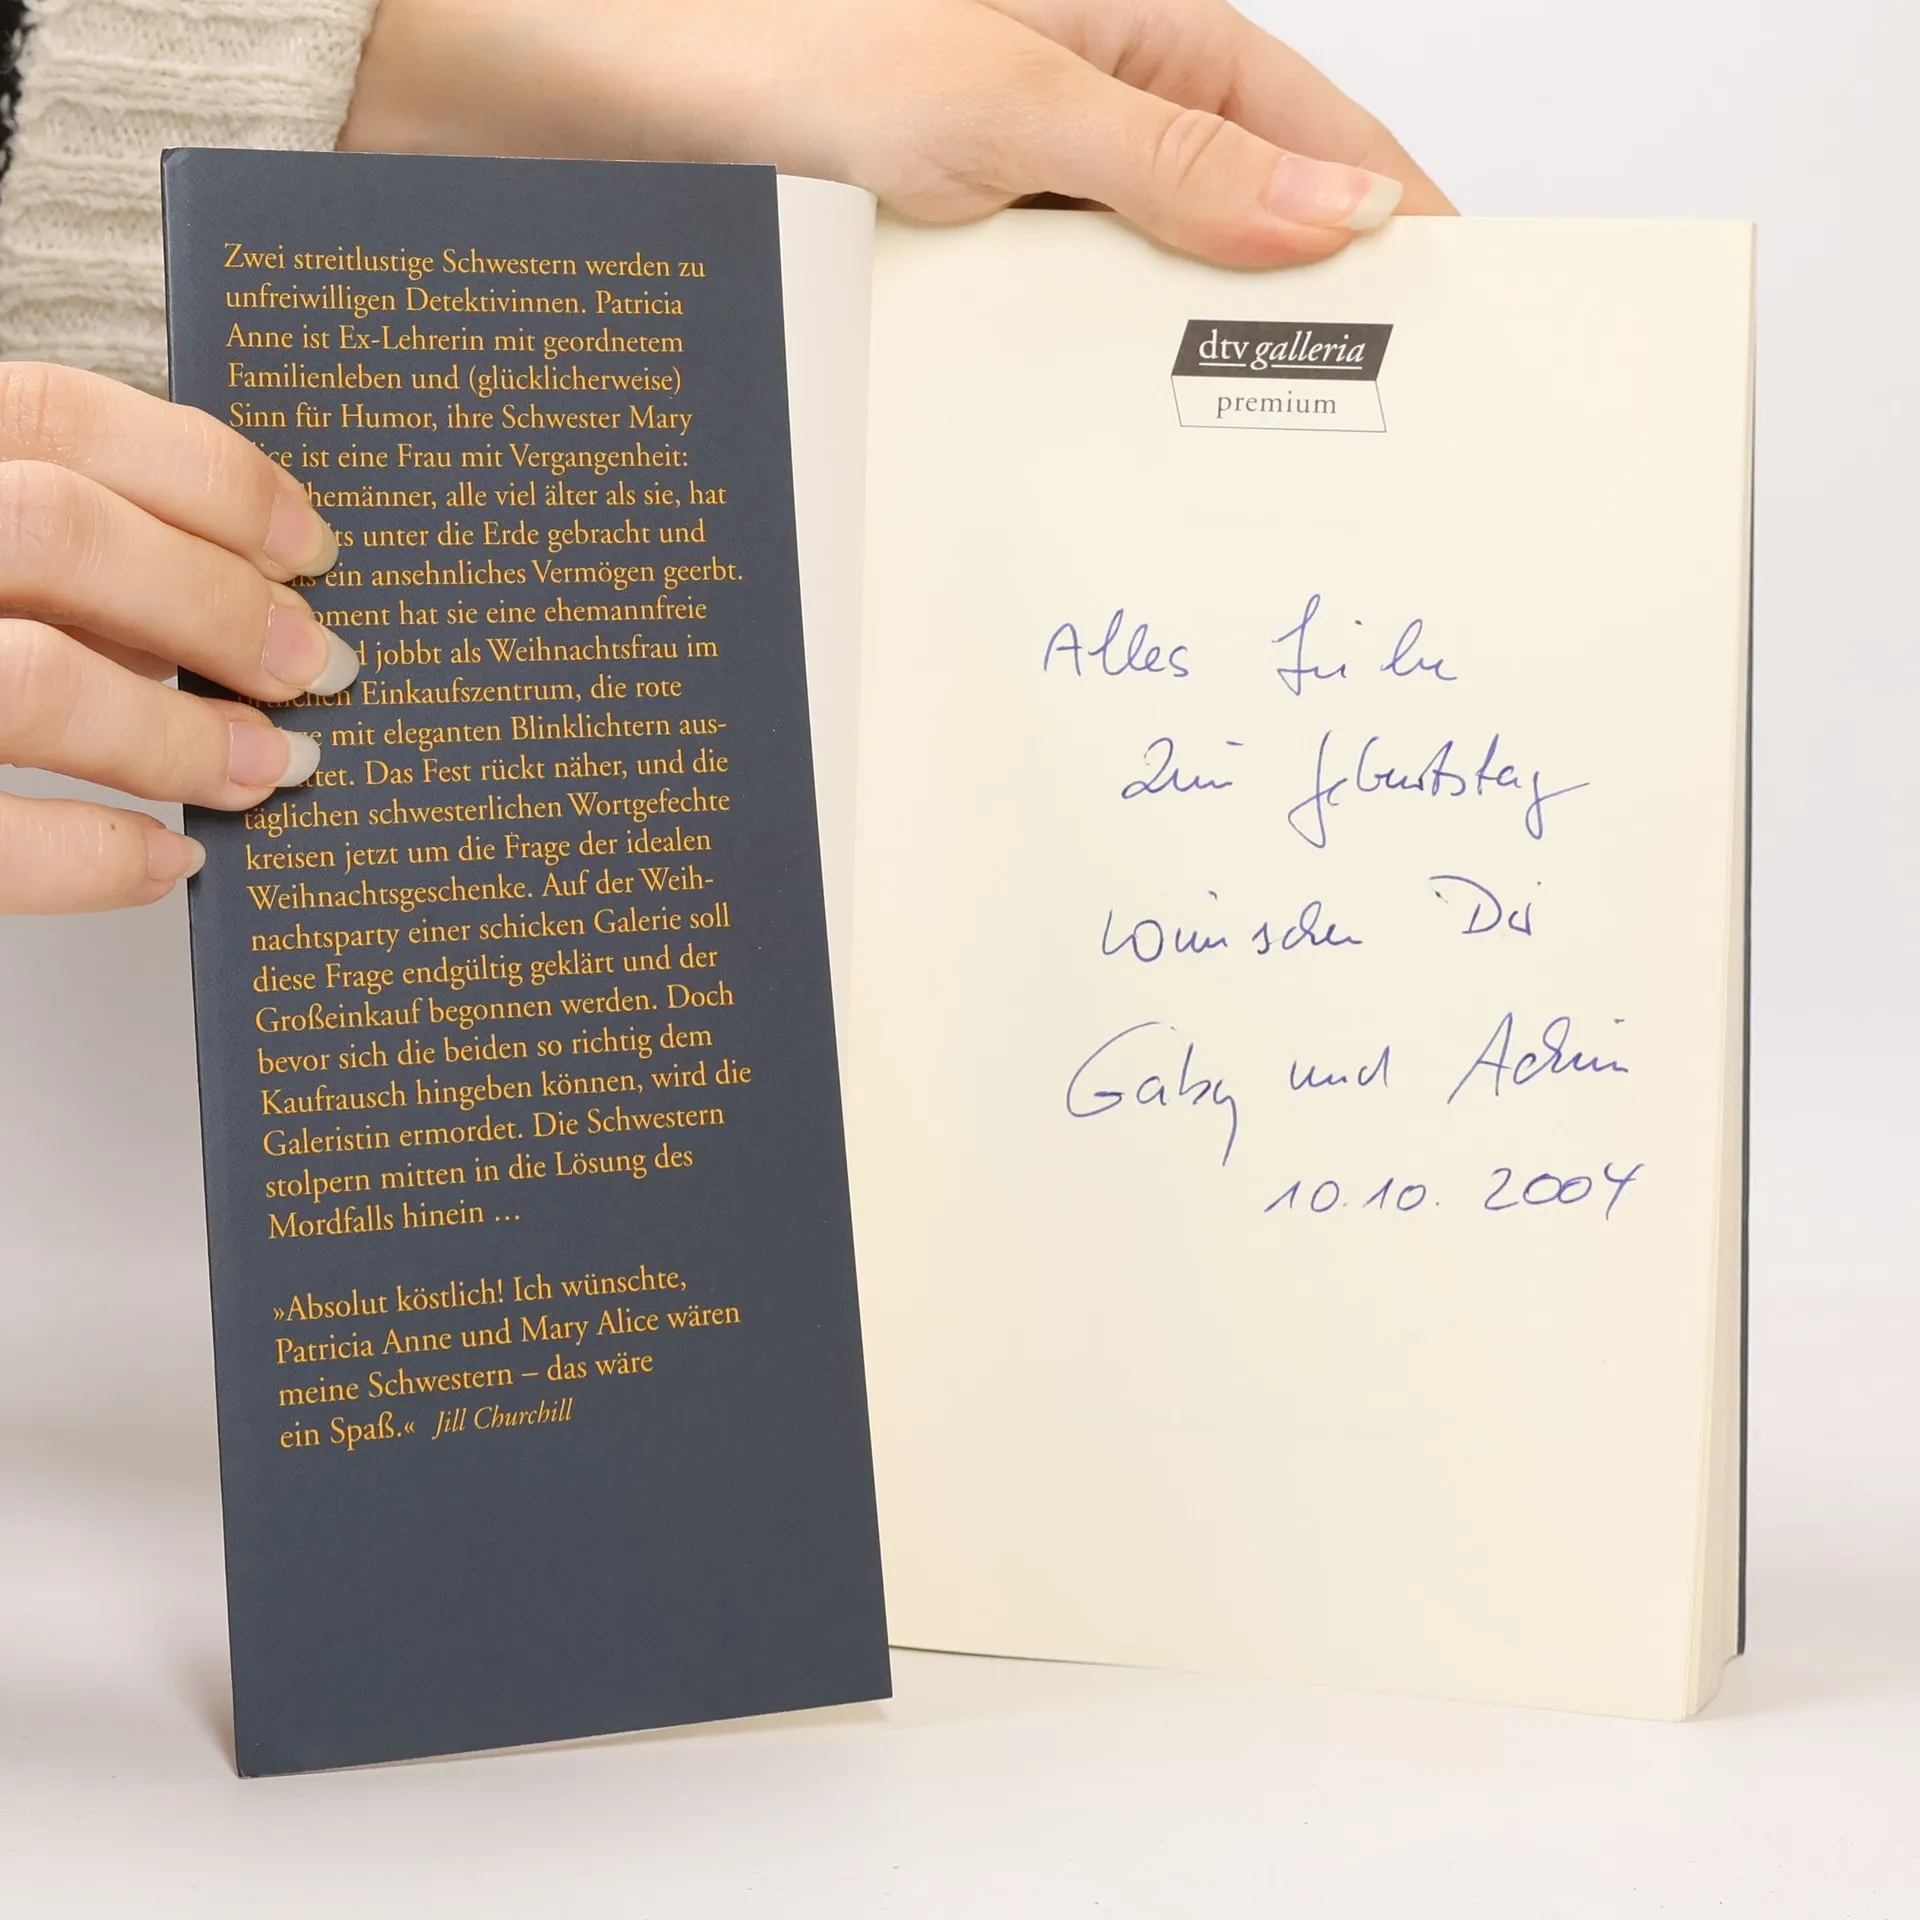 Zwei streitlustige Schwestern werden zu
unfreiwilligen Detektivinnen. Patricia
Anne ist Ex-Lehrerin mit geordnetem
Familienleben und (glücklicherweise)
Sinn für Humor, ihre Schwester Mary
ice ist eine Frau mit Vergangenheit:
hemänner, alle viel älter als sie, hat
ts unter die Erde gebracht und
ein ansehnliches Vermögen geerbt.
oment hat sie eine ehemannfreie
d jobbt als Weihnachtsfrau im
Einkaufszentrum, die rote
mit eleganten Blinklichtern aus-
tet. Das Fest rückt näher, und die
täglichen schwesterlichen Wortgefechte
kreisen jetzt um die Frage der idealen
Weihnachtsgeschenke. Auf der Weih-
nachtsparty einer schicken Galerie soll
diese Frage endgültig geklärt und der
Großeinkauf begonnen werden. Doch
bevor sich die beiden so richtig dem
Kaufrausch hingeben können, wird die
Galeristin ermordet. Die Schwestern
stolpern mitten in die Lösung des
Mordfalls hinein ...
»Absolut köstlich! Ich wünschte,
Patricia Anne und Mary Alice wären
meine Schwestern – das wäre
ein Spaß.« Jill Churchill
dtv galleria
premium
Alles Liebe
zum Geburtstag
wünschen Dir
Gaby und Achim
10.10.2004